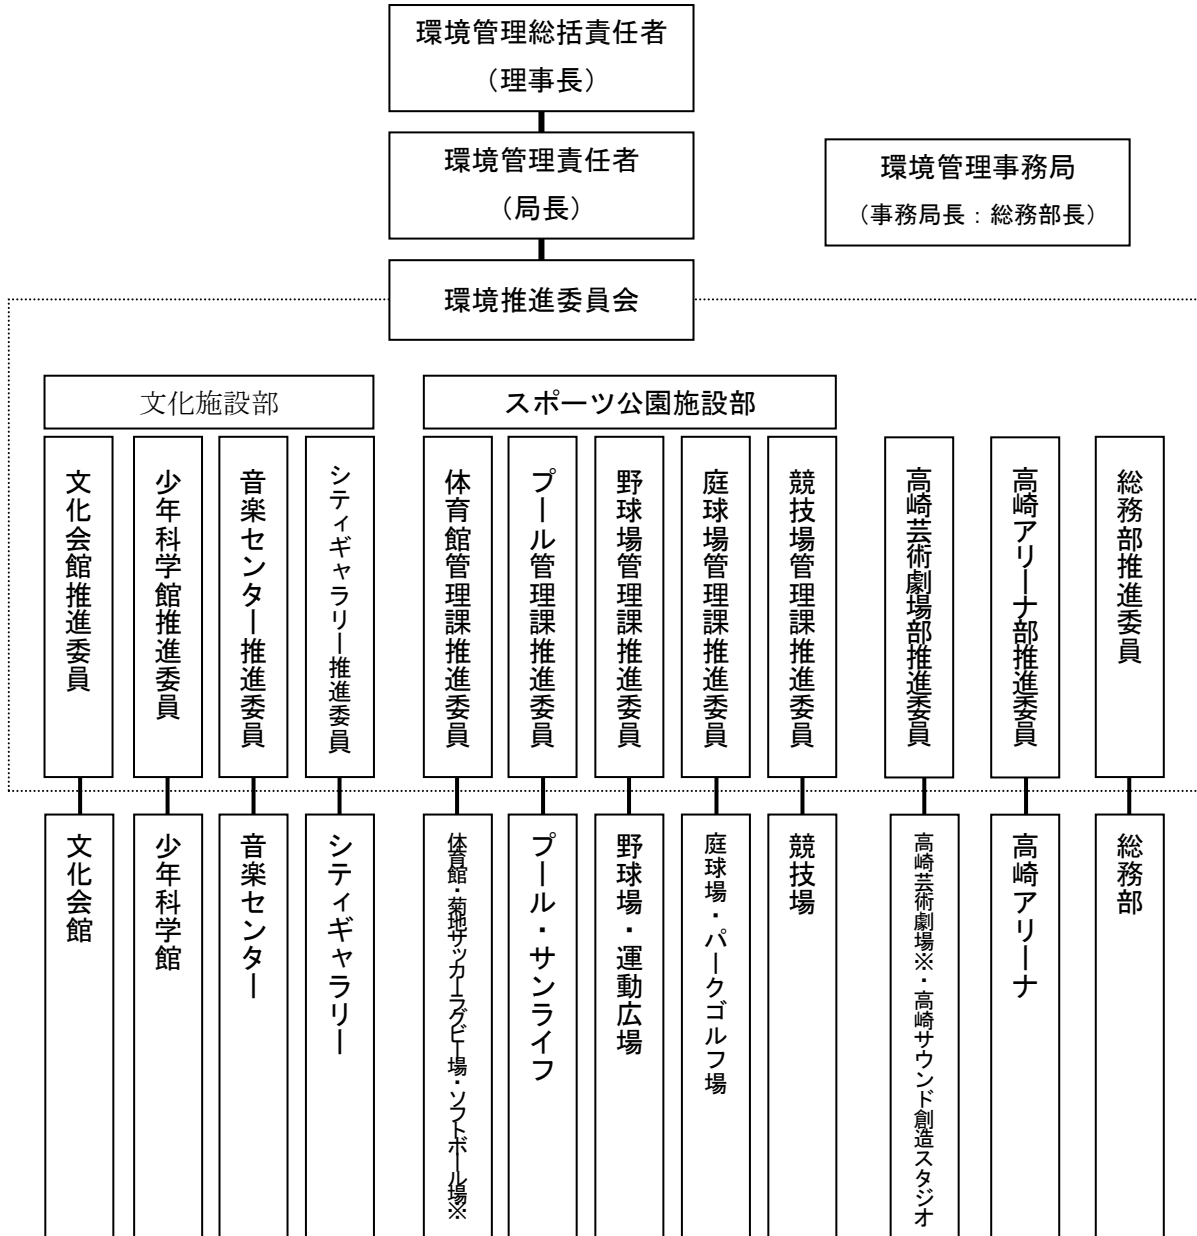 環境管理総括責任者
（理事長）
環境管理責任者
（局長）
環境管理事務局
（事務局長：総務部長）
環境推進委員会
文化施設部
スポーツ公園施設部
文化会館推進委員
少年科学館推進委員
音楽センター推進委員
シティギャラリー推進委員
体育館管理課推進委員
プール管理課推進委員
野球場管理課推進委員
庭球場管理課推進委員
競技場管理課推進委員
高崎芸術劇場部推進委員
高崎アリーナ部推進委員
総務部推進委員
文化会館
少年科学館
音楽センター
シティギャラリー
体育館・菊地サッカーラグビー場・ソフトボール場※
プール・サンライフ
野球場・運動広場
庭球場・パークゴルフ場
競技場
高崎芸術劇場※・高崎サウンド創造スタジオ
高崎アリーナ
総務部